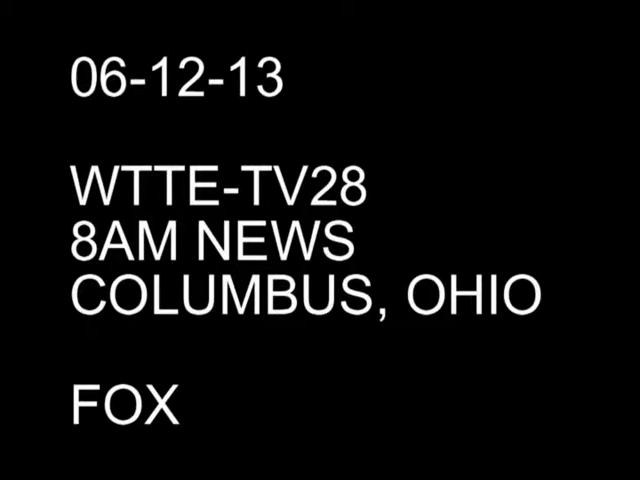 06-12-13
WTTE-TV28
8AM NEWS
COLUMBUS, OHIO
FOX